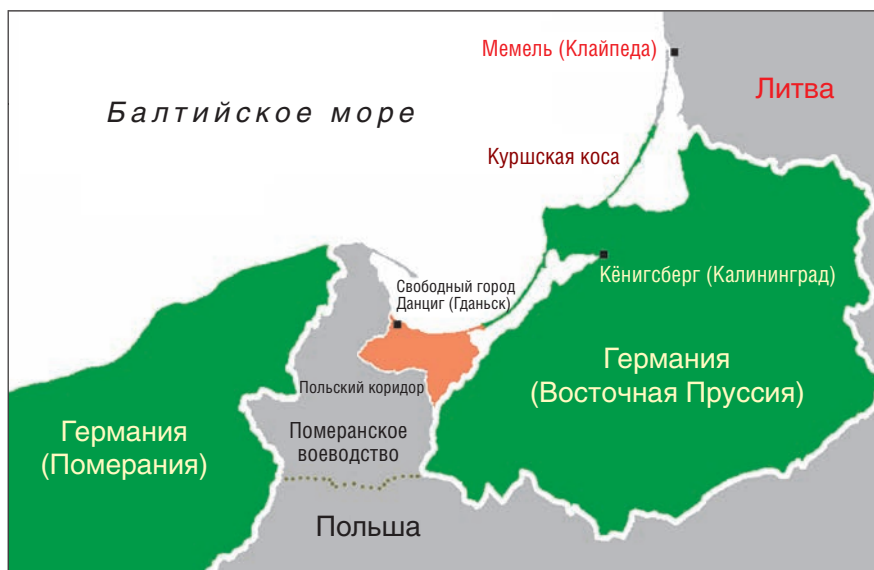 Мемель (Клайпеда)
Литва
Балтийское море
Куршская коса
Свободный город
Данциг (Гданьск)
Кёнигсберг (Калининград)
Германия
(Восточная Пруссия)
Польский коридор
Германия
(Померания)
Померанское
воеводство
Польша